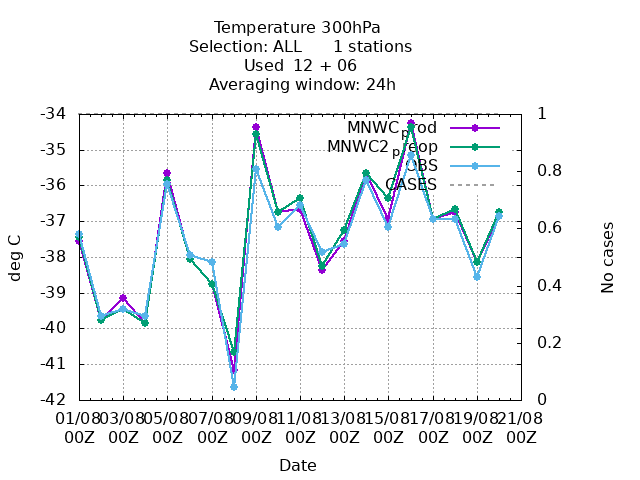 Temperature 300hPa
Selection: ALL 1 stations
Used 12 + 06
Averaging window: 24h
-34 1
MNWC_prod
MNWC2_preop
OBS
CASES
-35
-36
-37
-38
-39
-40
-41
-42
0.8
0.6
0.4
0.2
0
deg C
No cases
01/08 03/08 05/08 07/08 09/08 11/08 13/08 15/08 17/08 19/08 21/08
00Z 00Z 00Z 00Z 00Z 00Z 00Z 00Z 00Z 00Z 00Z
Date